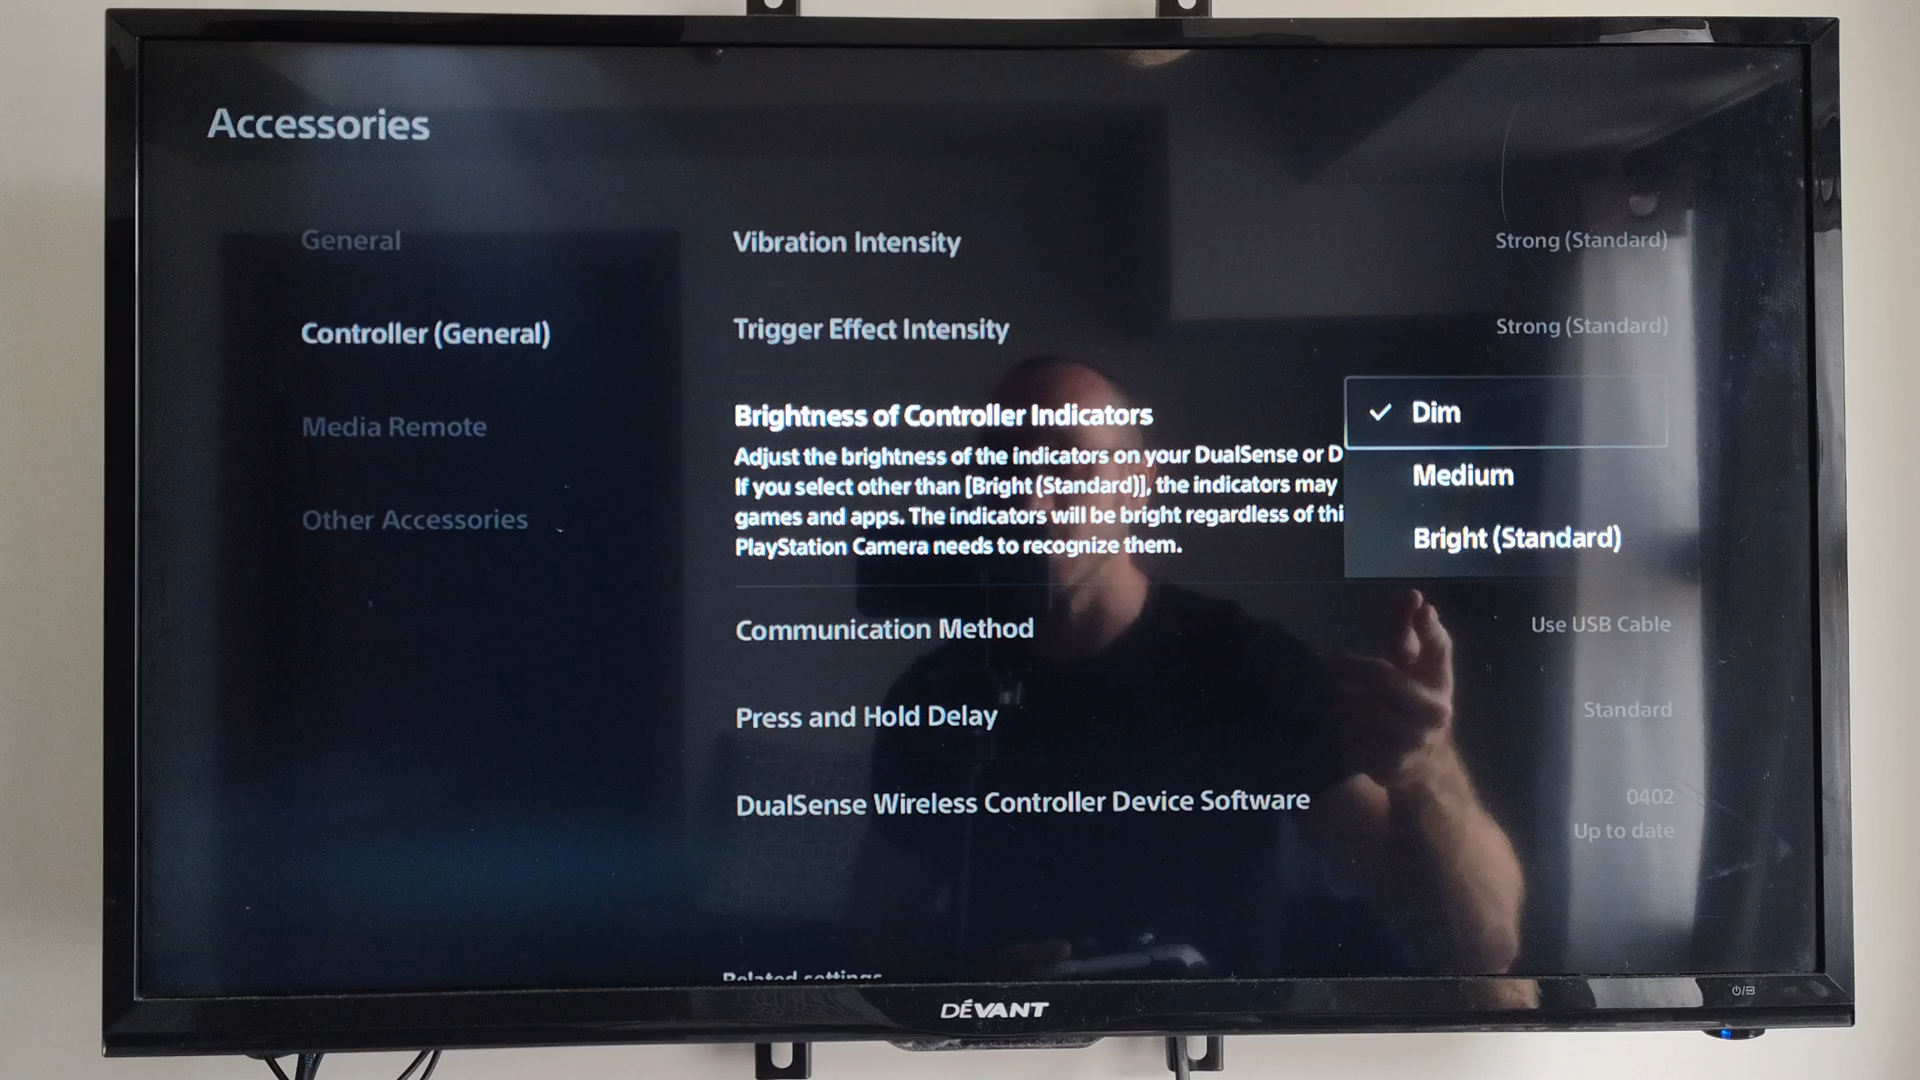 Accessories
General
Controller (General)
Media Remote
Other Accessories
Vibration Intensity
Strong (Standard)
Trigger Effect Intensity
Strong (Standard)
Brightness of Controller Indicators
Adjust the brightness of the indicators on your DualSense or D
If you select other than [Bright (Standard)], the indicators may
games and apps. The indicators will be bright regardless of thi
PlayStation Camera needs to recognize them.
Dim
Medium
Bright (Standard)
Communication Method
Use USB Cable
Press and Hold Delay
Standard
DualSense Wireless Controller Device Software
0402
Up to date
Related settings
DEVANT